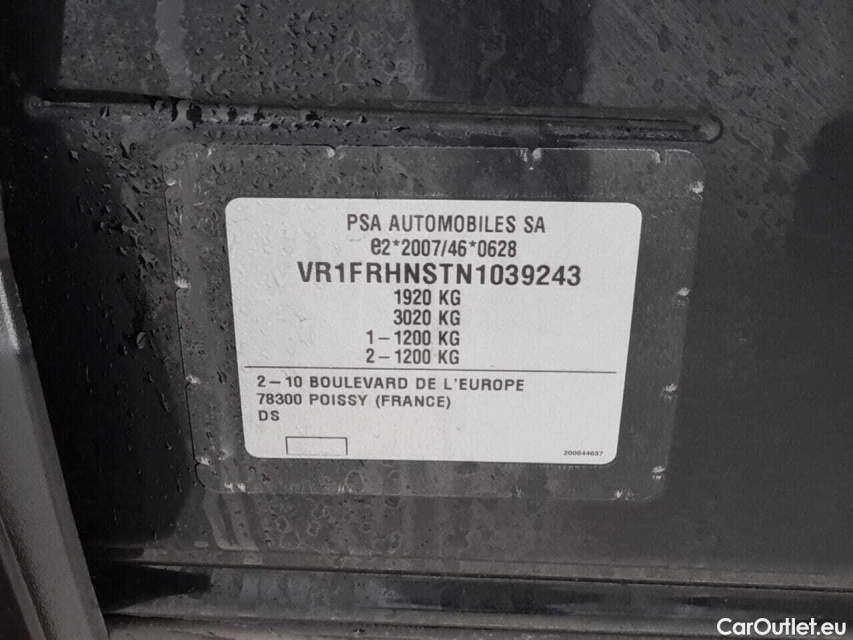 PSA AUTOMOBILES SA
e2*2007/46*0628
VR1FRHNSTN1039243
1920 KG
3020 KG
1-1200 KG
2-1200 KG
2-10 BOULEVARD DE L'EUROPE
78300 POISSY (FRANCE)
DS
200644687
CarOutlet.eu